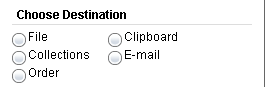 Choose Destination
File Clipboard
Collections E-mail
Order